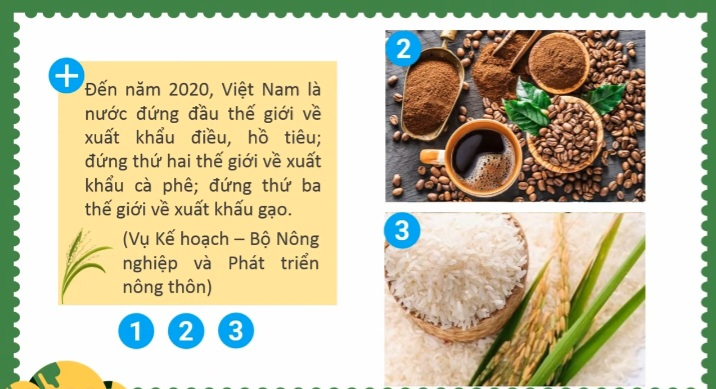 Đến năm 2020, Việt Nam là
nước đứng đầu thế giới về
xuất khẩu điều, hồ tiêu;
đứng thứ hai thế giới về xuất
khẩu cà phê; đứng thứ ba
thế giới về xuất khấu gạo.
(Vụ Kế hoạch – Bộ Nông
nghiệp và Phát triển
nông thôn)
1 2 3
2
3